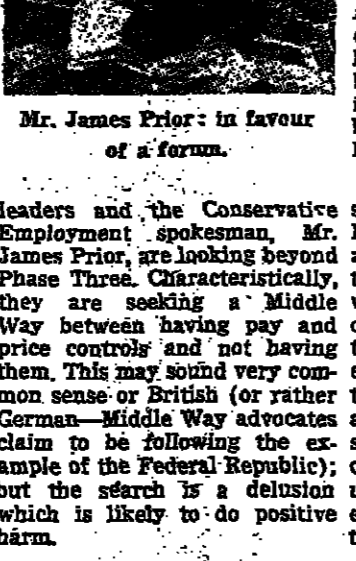 Mr. James Prior: in favour
of a forum.
leaders and the Conservative
Employment spokesman, Mr.
James Prior, are looking beyond
Phase Three. Characteristically,
they are seeking a Middle
Way between having pay and
price controls and not having
them. This may sound very com-
mon sense or British (or rather
German—Middle Way advocates
claim to be following the ex-
ample of the Federal Republic);
but the search is a delusion
which is likely to do positive
harm.